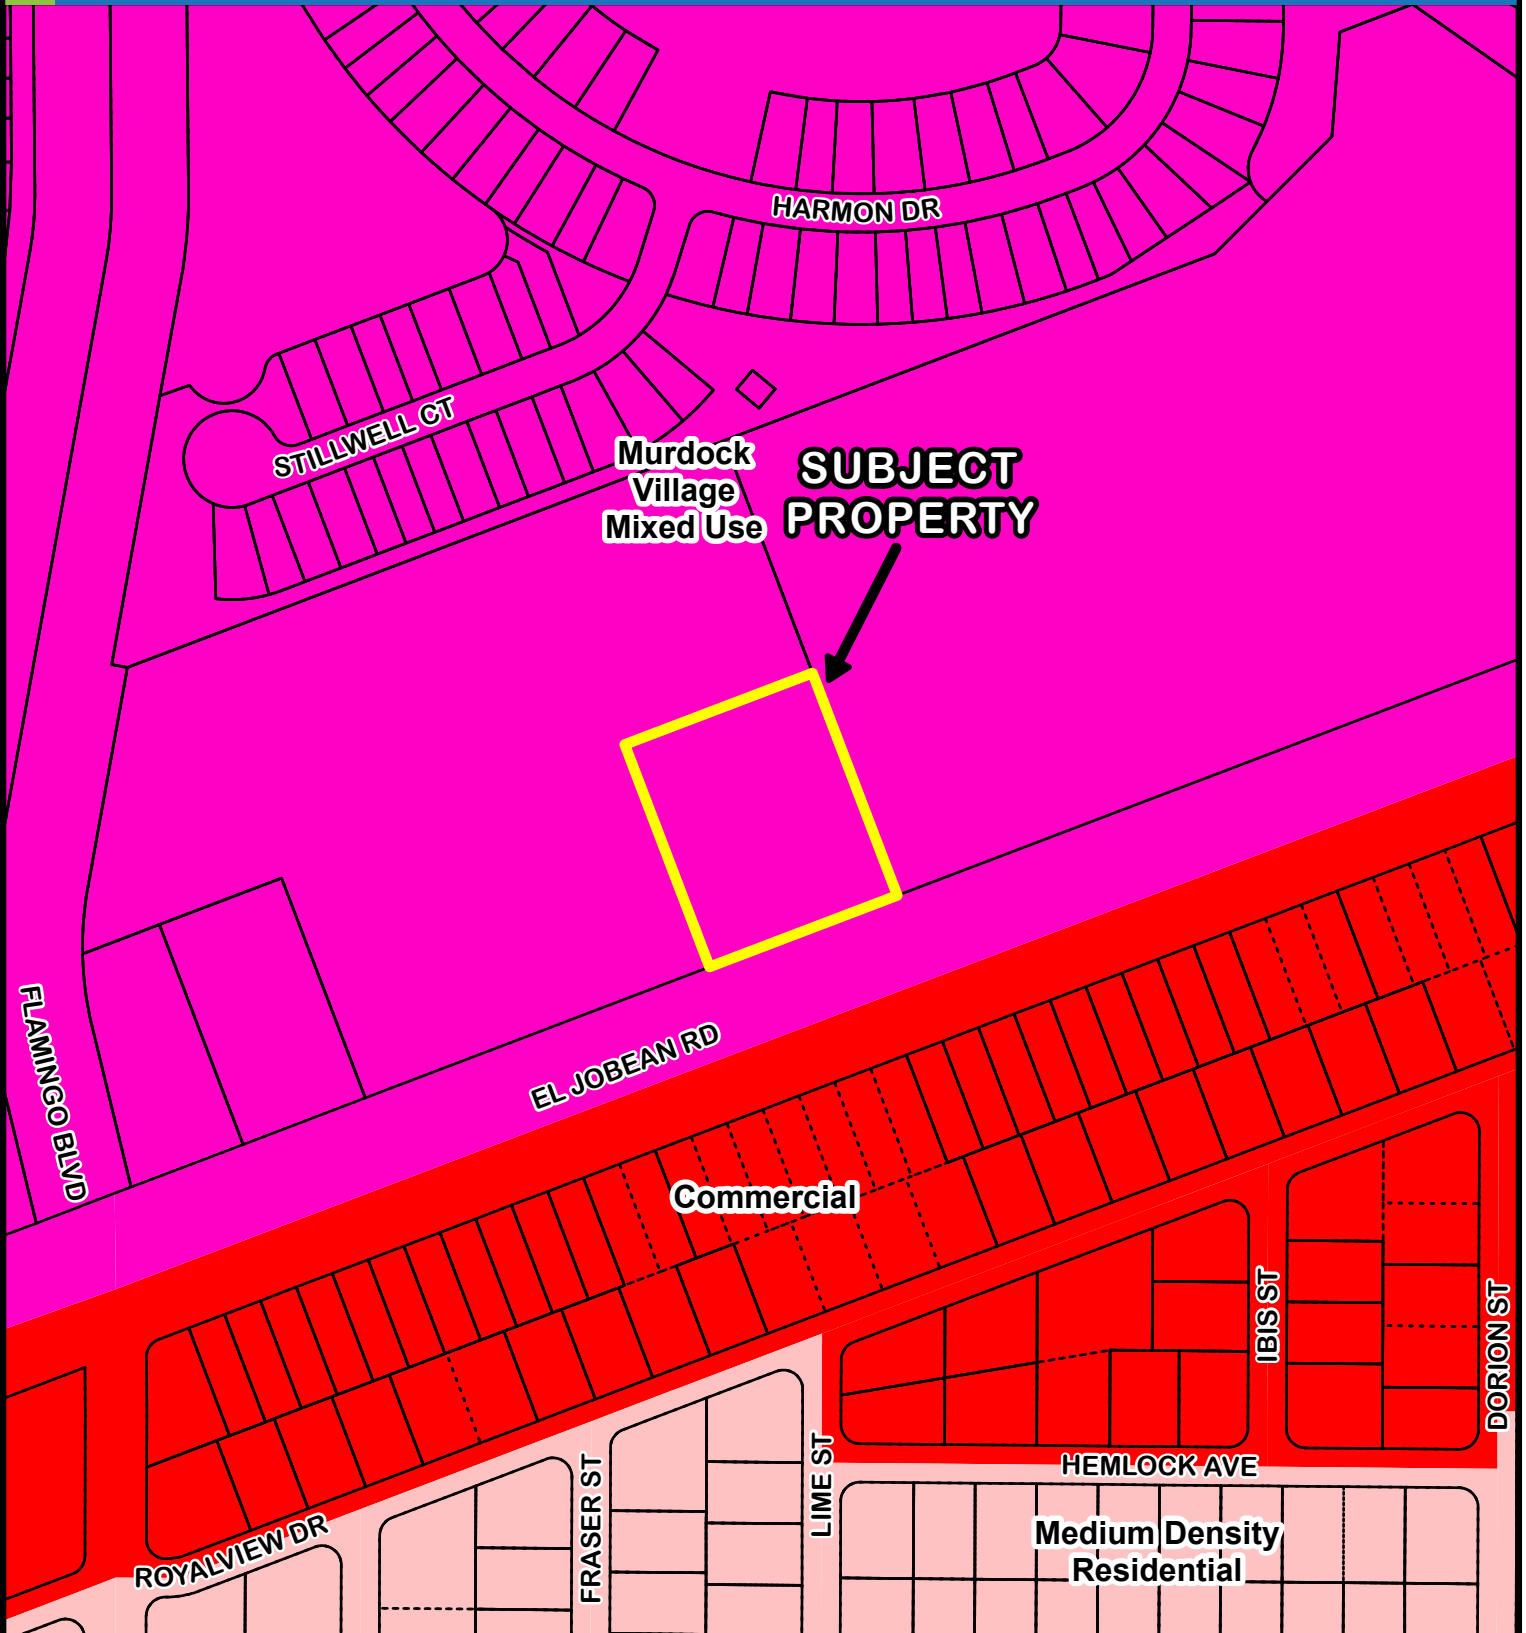 HARMON DR
STILLWELL CT
Murdock
Village
Mixed Use
SUBJECT
PROPERTY
FLAMINGO BLVD
EL JOBEAN RD
Commercial
IBIS ST
DORION ST
LIME ST
HEMLOCK AVE
FRASER ST
ROYALVIEW DR
Medium Density
Residential